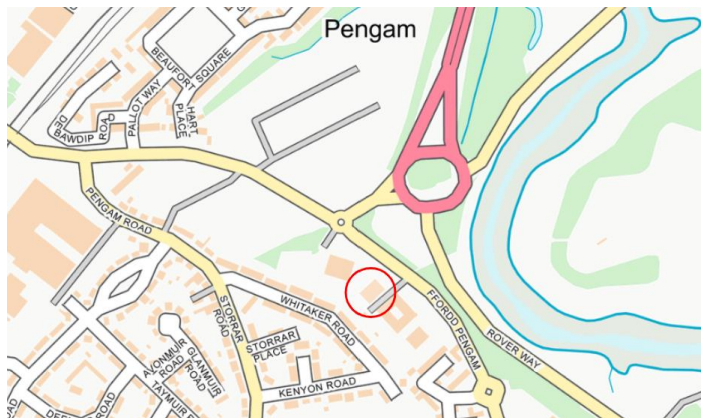 Pengam
BEAUFORT
SQUARE
HART
PLACE
PALLOT WAY
DE BAWDIP ROAD
PENGAM ROAD
STORRAR
ROAD
WHITAKER ROAD
STORRAR
PLACE
KENYON ROAD
FFORDD PENGAM
ROVER WAY
AVONMUIR
ROAD
GLANMUIR
ROAD
TAYMUIR